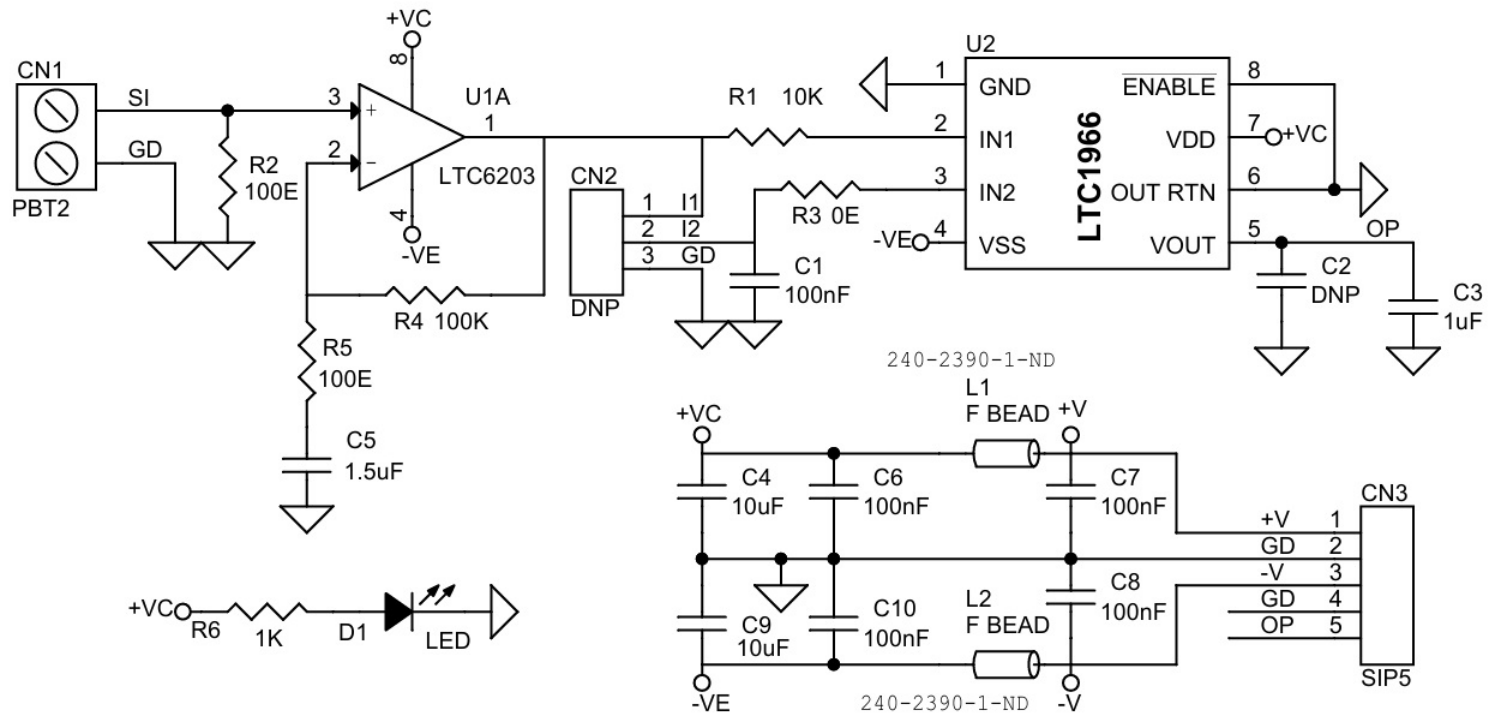 +VC
8
CN1
SI
3
+
U1A
1
GD
2
−
R2
100E
LTC6203
PBT2
4
-VE
R4 100K
R5
100E
C5
1.5uF
CN2
1 I1
2 I2
3 GD
DNP
R1 10K
R3 0E
C1
100nF
U2
1 GND
2 IN1
3 IN2
-VE 4 VSS
LTC1966
ENABLE 8
VDD 7 +VC
OUT RTN 6
VOUT 5
OP
C2
DNP
C3
1uF
240-2390-1-ND
L1
F BEAD
+VC
+V
C4
10uF
C6
100nF
C7
100nF
CN3
+V 1
GD 2
-V 3
GD 4
OP 5
SIP5
C9
10uF
C10
100nF
L2
F BEAD
C8
100nF
-VE
240-2390-1-ND
-V
+VC
R6
1K
D1
LED